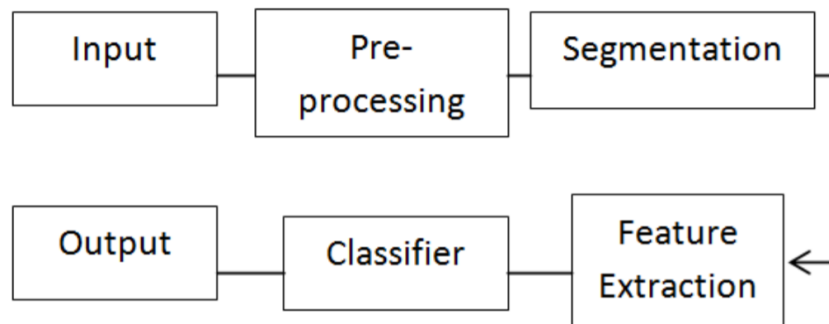 Input
Pre-
processing
Segmentation
Output
Classifier
Feature
Extraction